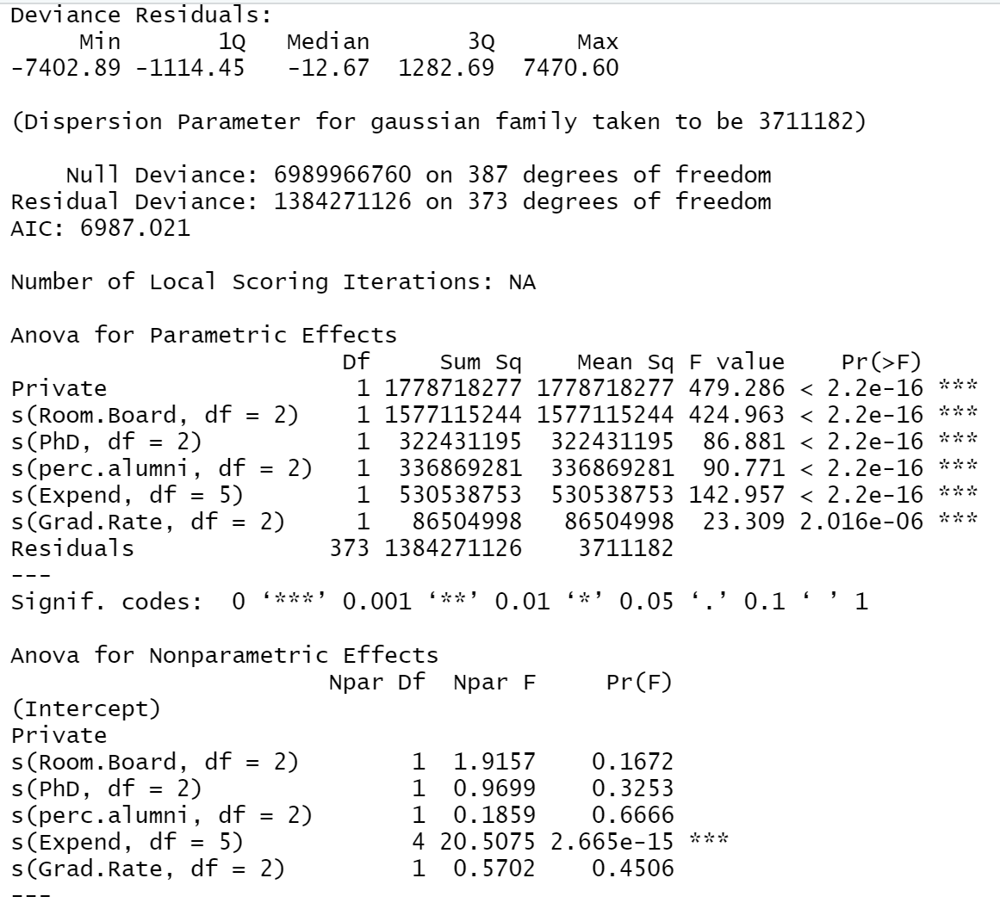 Deviance Residuals:
     Min       1Q   Median       3Q      Max
-7402.89 -1114.45   -12.67  1282.69  7470.60
(Dispersion Parameter for gaussian family taken to be 3711182)
    Null Deviance: 6989966760 on 387 degrees of freedom
Residual Deviance: 1384271126 on 373 degrees of freedom
AIC: 6987.021
Number of Local Scoring Iterations: NA
Anova for Parametric Effects
                        Df     Sum Sq    Mean Sq F value    Pr(>F)
Private                  1 1778718277 1778718277 479.286 < 2.2e-16 ***
s(Room.Board, df = 2)    1 1577115244 1577115244 424.963 < 2.2e-16 ***
s(PhD, df = 2)           1  322431195  322431195  86.881 < 2.2e-16 ***
s(perc.alumni, df = 2)   1  336869281  336869281  90.771 < 2.2e-16 ***
s(Expend, df = 5)        1  530538753  530538753 142.957 < 2.2e-16 ***
s(Grad.Rate, df = 2)     1   86504998   86504998  23.309 2.016e-06 ***
Residuals              373 1384271126    3711182
---
Signif. codes:  0 ‘***’ 0.001 ‘**’ 0.01 ‘*’ 0.05 ‘.’ 0.1 ‘ ’ 1
Anova for Nonparametric Effects
                       Npar Df  Npar F     Pr(F)
(Intercept)
Private
s(Room.Board, df = 2)        1  1.9157    0.1672
s(PhD, df = 2)               1  0.9699    0.3253
s(perc.alumni, df = 2)       1  0.1859    0.6666
s(Expend, df = 5)            4 20.5075 2.665e-15 ***
s(Grad.Rate, df = 2)         1  0.5702    0.4506
---